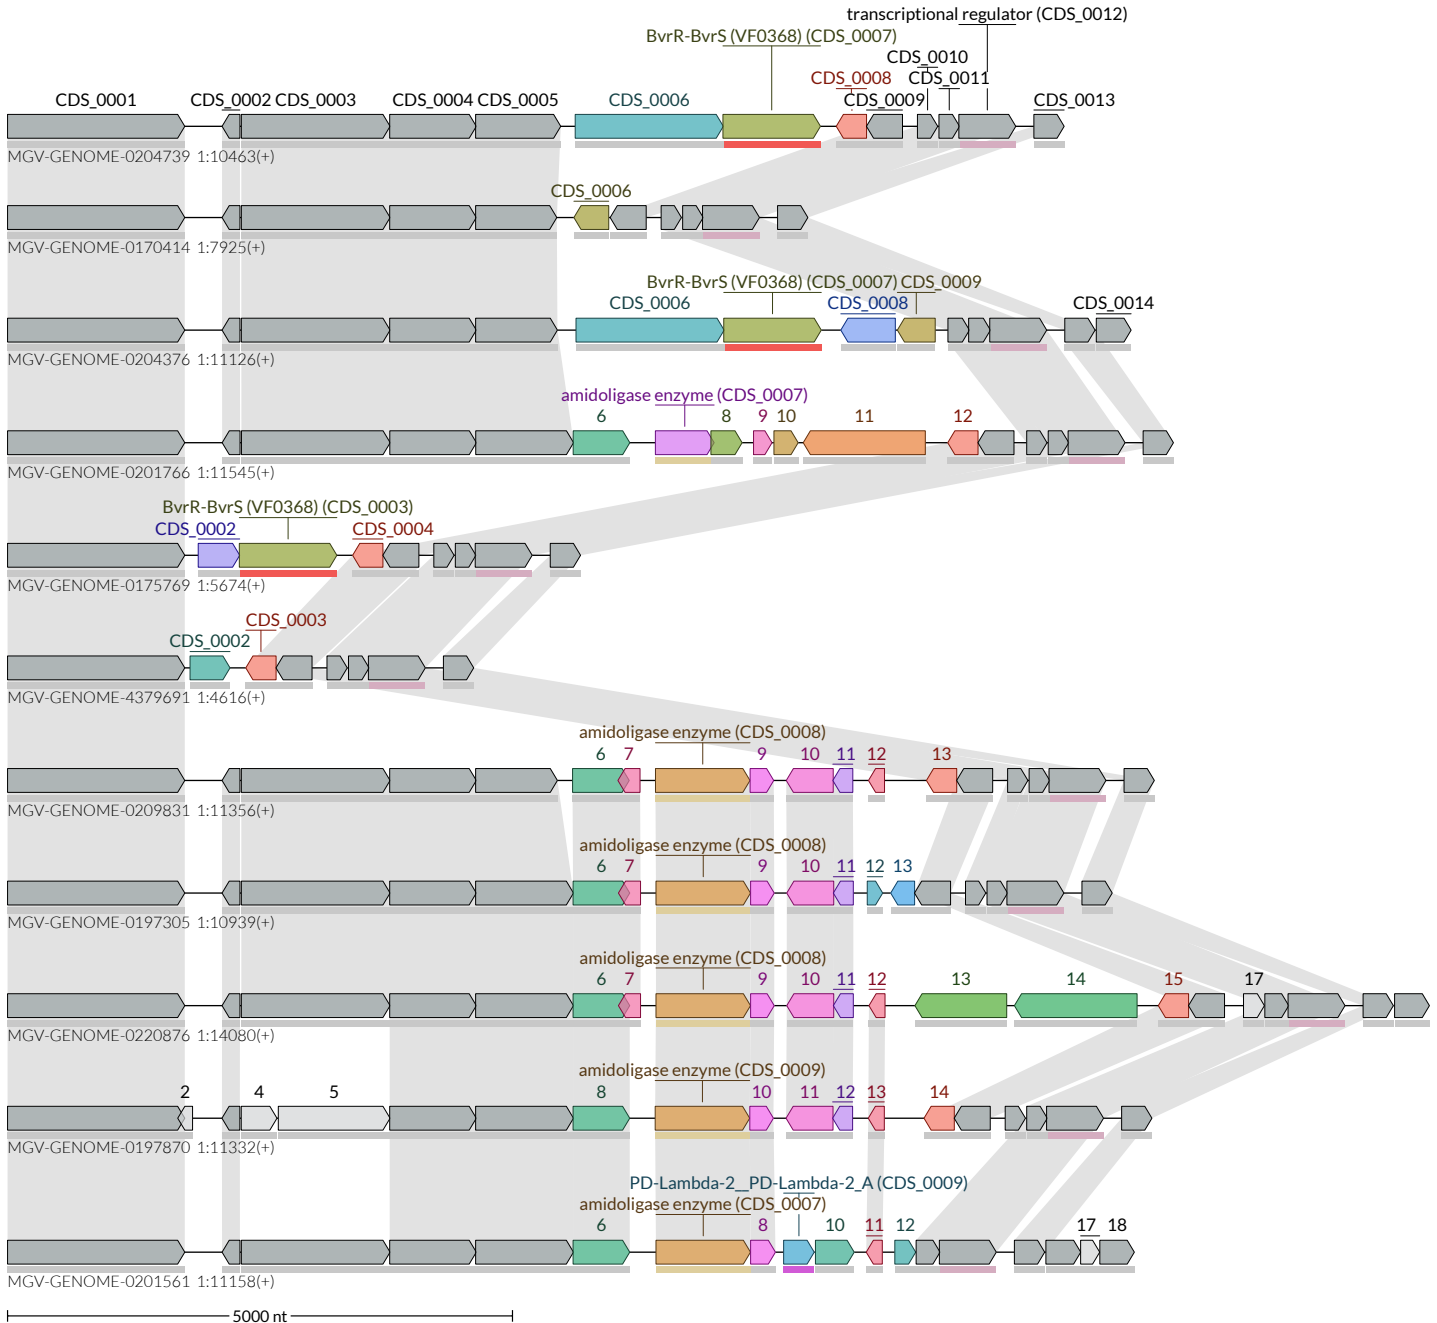 transcriptional regulator (CDS_0012)
BvrR-BvrS (VF0368) (CDS_0007)
CDS_0010
CDS_0008 CDS_0011
CDS_0001 CDS_0002 CDS_0003 CDS_0004 CDS_0005 CDS_0006 CDS_0009 CDS_0013
MGV-GENOME-0204739 1:10463(+)
CDS_0006
MGV-GENOME-0170414 1:7925(+)
BvrR-BvrS (VF0368) (CDS_0007) CDS_0009
CDS_0006 CDS_0008 CDS_0014
MGV-GENOME-0204376 1:11126(+)
amidoligase enzyme (CDS_0007)
6 8 9 10 11 12
MGV-GENOME-0201766 1:11545(+)
BvrR-BvrS (VF0368) (CDS_0003)
CDS_0002 CDS_0004
MGV-GENOME-0175769 1:5674(+)
CDS_0003
CDS_0002
MGV-GENOME-4379691 1:4616(+)
amidoligase enzyme (CDS_0008)
6 7 9 10 11 12 13
MGV-GENOME-0209831 1:11356(+)
amidoligase enzyme (CDS_0008)
6 7 9 10 11 12 13
MGV-GENOME-0197305 1:10939(+)
amidoligase enzyme (CDS_0008)
6 7 9 10 11 12 13 14 15 17
MGV-GENOME-0220876 1:14080(+)
amidoligase enzyme (CDS_0009)
2 4 5 8 10 11 12 13 14
MGV-GENOME-0197870 1:11332(+)
PD-Lambda-2__PD-Lambda-2_A (CDS_0009)
amidoligase enzyme (CDS_0007)
6 8 10 11 12 17 18
MGV-GENOME-0201561 1:11158(+)
5000 nt